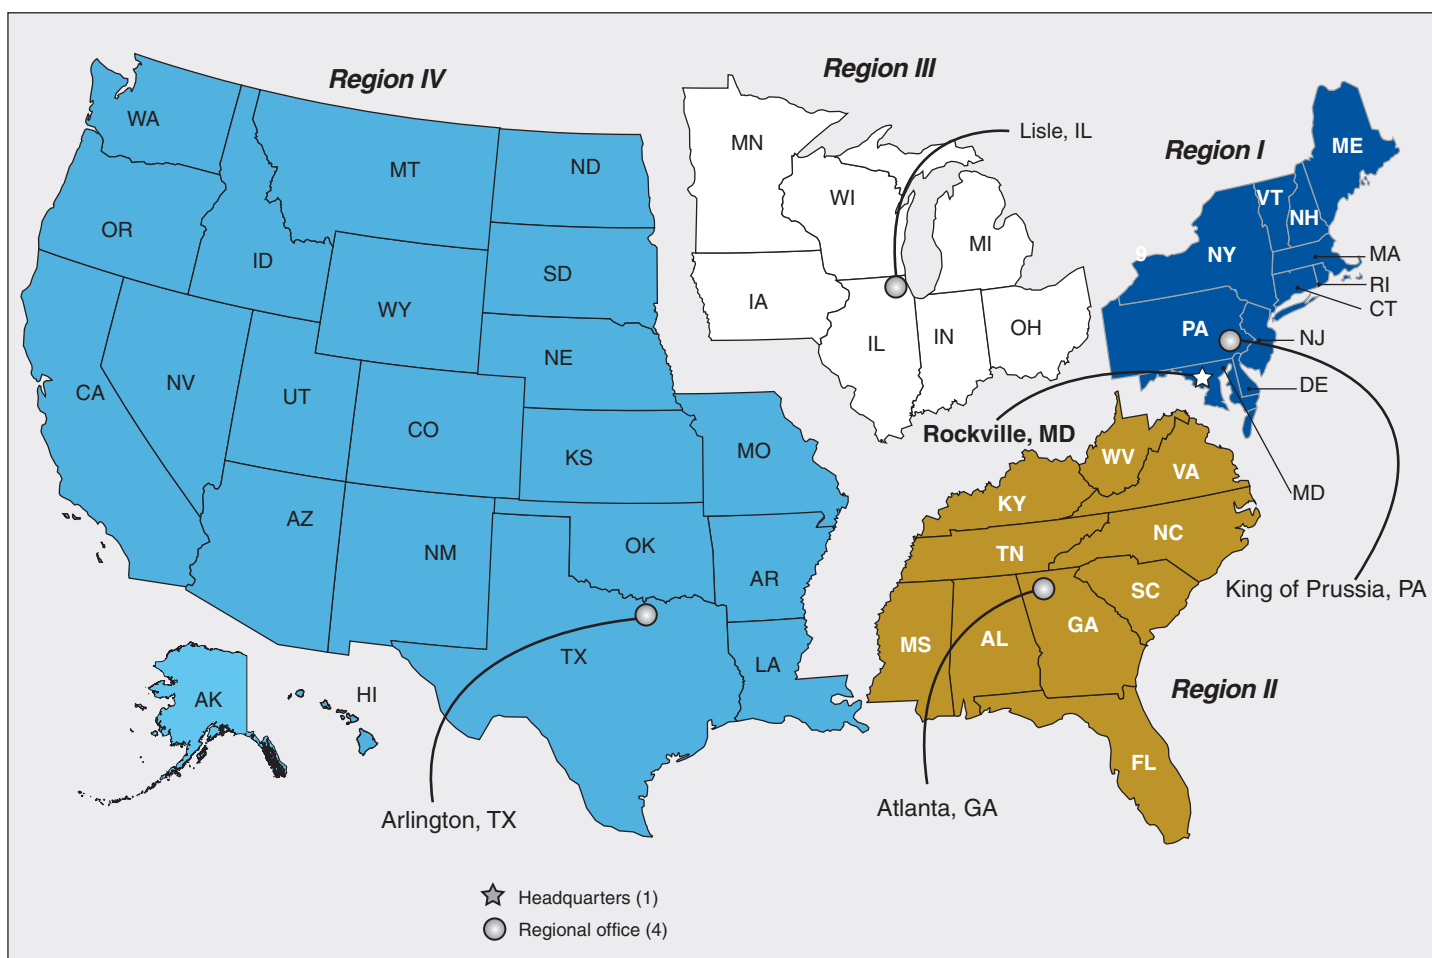 Region IV
Region III
Region I
Region II
WA
OR
CA
NV
ID
MT
WY
UT
AZ
CO
NM
ND
SD
NE
KS
OK
TX
MO
AR
LA
AK
HI
Arlington, TX
MN
WI
MI
IA
IL
IN
OH
Lisle, IL
ME
VT
NH
9
NY
MA
RI
CT
PA
NJ
DE
MD
Rockville, MD
King of Prussia, PA
WV
VA
KY
NC
TN
SC
MS
AL
GA
FL
Atlanta, GA
Headquarters (1)
Regional office (4)